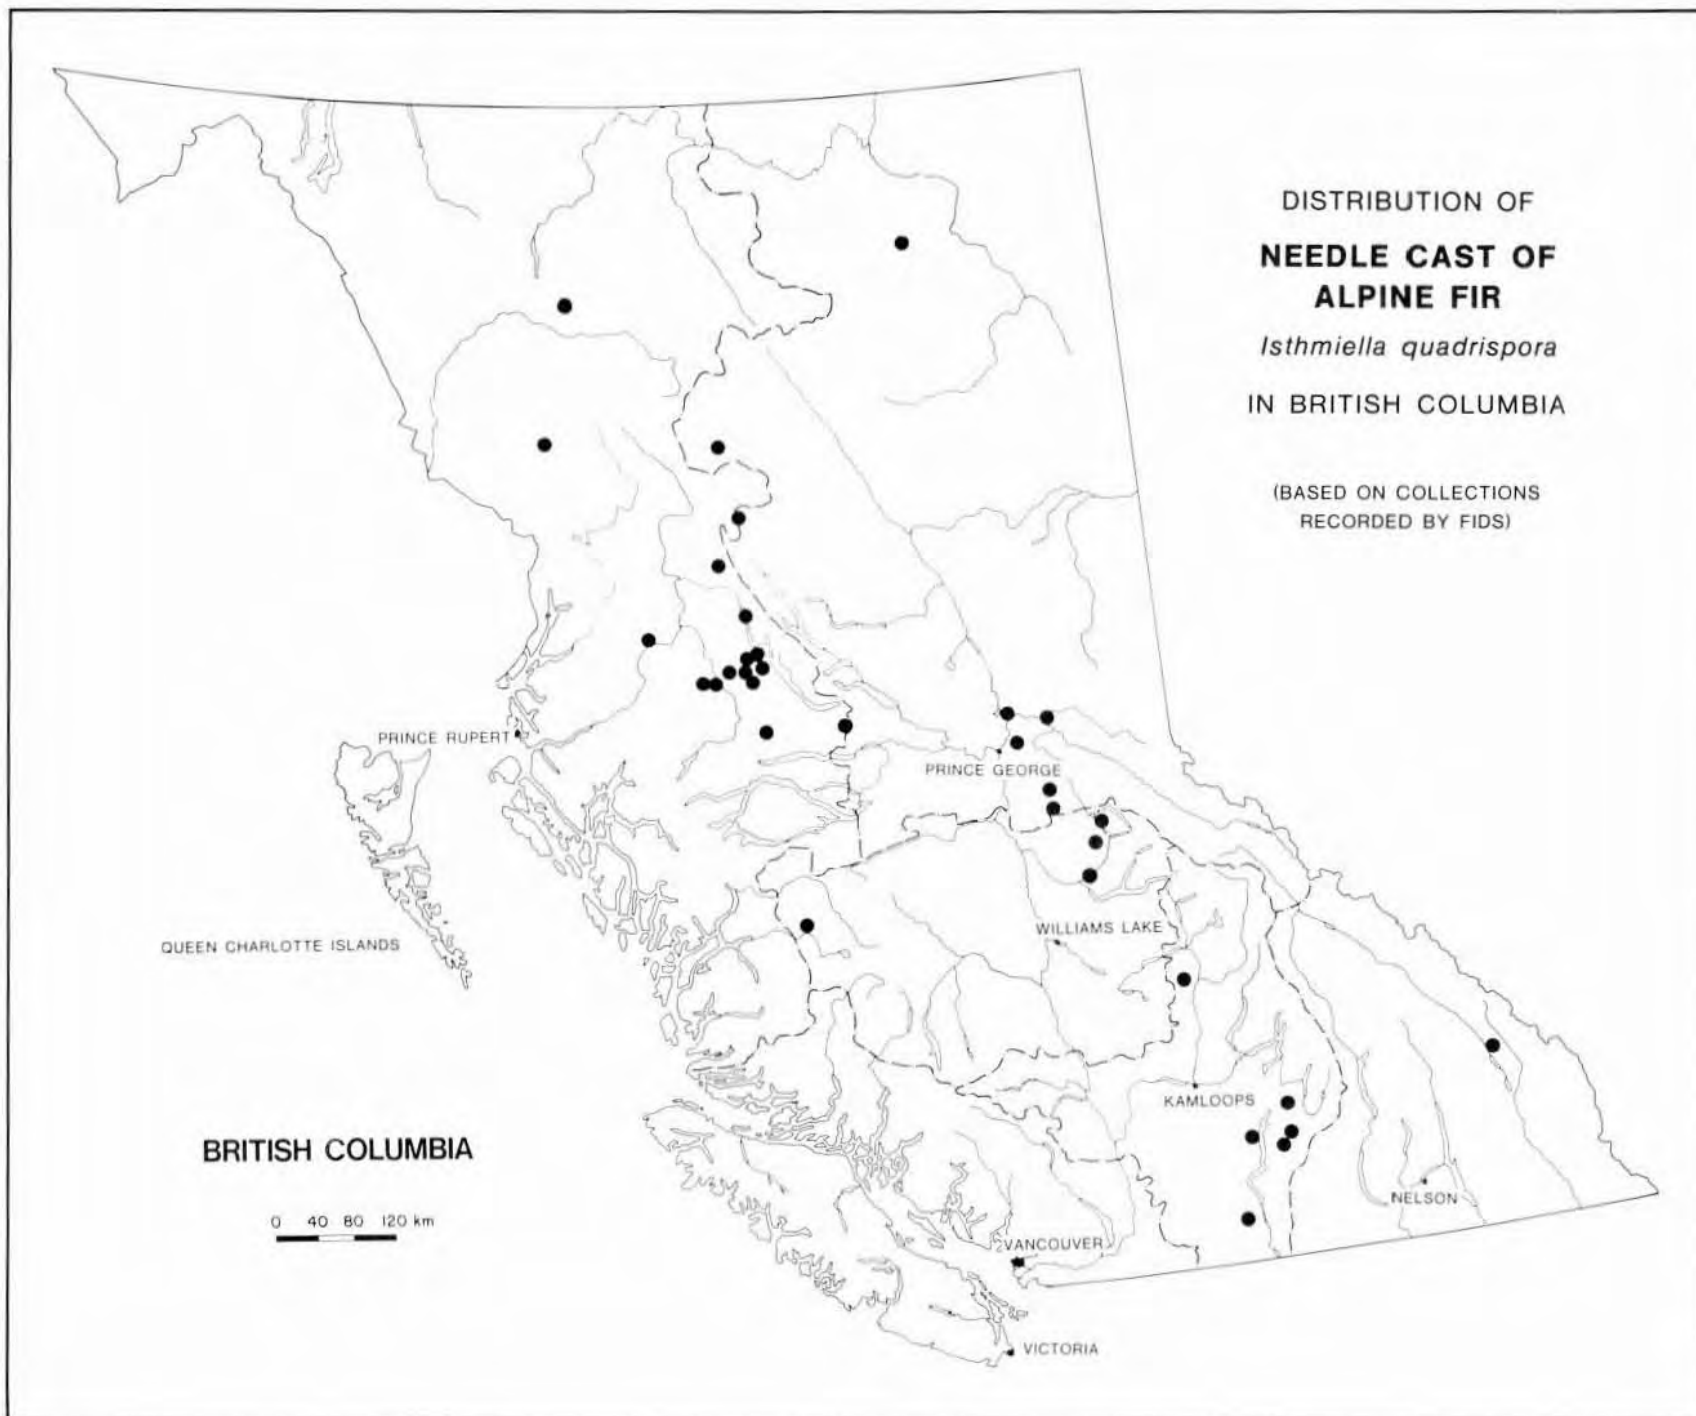 DISTRIBUTION OF
NEEDLE CAST OF
ALPINE FIR
Isthmiella quadrispora
IN BRITISH COLUMBIA
(BASED ON COLLECTIONS
RECORDED BY FIDS)
PRINCE RUPERT
PRINCE GEORGE
QUEEN CHARLOTTE ISLANDS
WILLIAMS LAKE
KAMLOOPS
BRITISH COLUMBIA
NELSON
0 40 80 120 km
VANCOUVER
VICTORIA